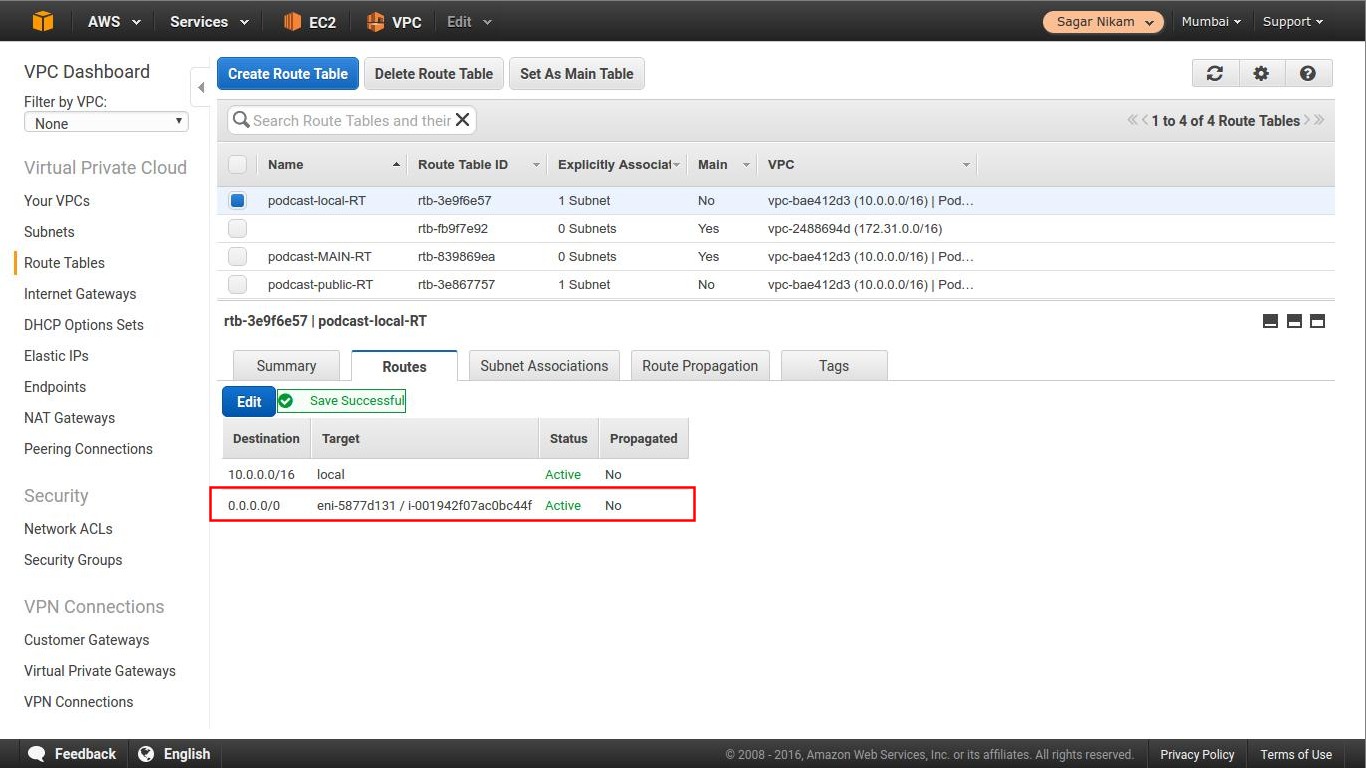 AWS Services EC2 VPC Edit Sagar Nikam Mumbai Support
VPC Dashboard
Filter by VPC:
None
Virtual Private Cloud
Your VPCs
Subnets
Route Tables
Internet Gateways
DHCP Options Sets
Elastic IPs
Endpoints
NAT Gateways
Peering Connections
Security
Network ACLs
Security Groups
VPN Connections
Customer Gateways
Virtual Private Gateways
VPN Connections
Create Route Table Delete Route Table Set As Main Table
Search Route Tables and their 1 to 4 of 4 Route Tables
Name Route Table ID Explicitly Associat Main VPC
podcast-local-RT rtb-3e9f6e57 1 Subnet No vpc-bae412d3 (10.0.0.0/16) | Pod…
rtb-fb9f7e92 0 Subnets Yes vpc-2488694d (172.31.0.0/16)
podcast-MAIN-RT rtb-839869ea 0 Subnets Yes vpc-bae412d3 (10.0.0.0/16) | Pod…
podcast-public-RT rtb-3e867757 1 Subnet No vpc-bae412d3 (10.0.0.0/16) | Pod…
rtb-3e9f6e57 | podcast-local-RT
Summary Routes Subnet Associations Route Propagation Tags
Edit Save Successful
Destination Target Status Propagated
10.0.0.0/16 local Active No
0.0.0.0/0 eni-5877d131 / i-001942f07ac0bc44f Active No
Feedback English © 2008 - 2016, Amazon Web Services, Inc. or its affiliates. All rights reserved. Privacy Policy Terms of Use